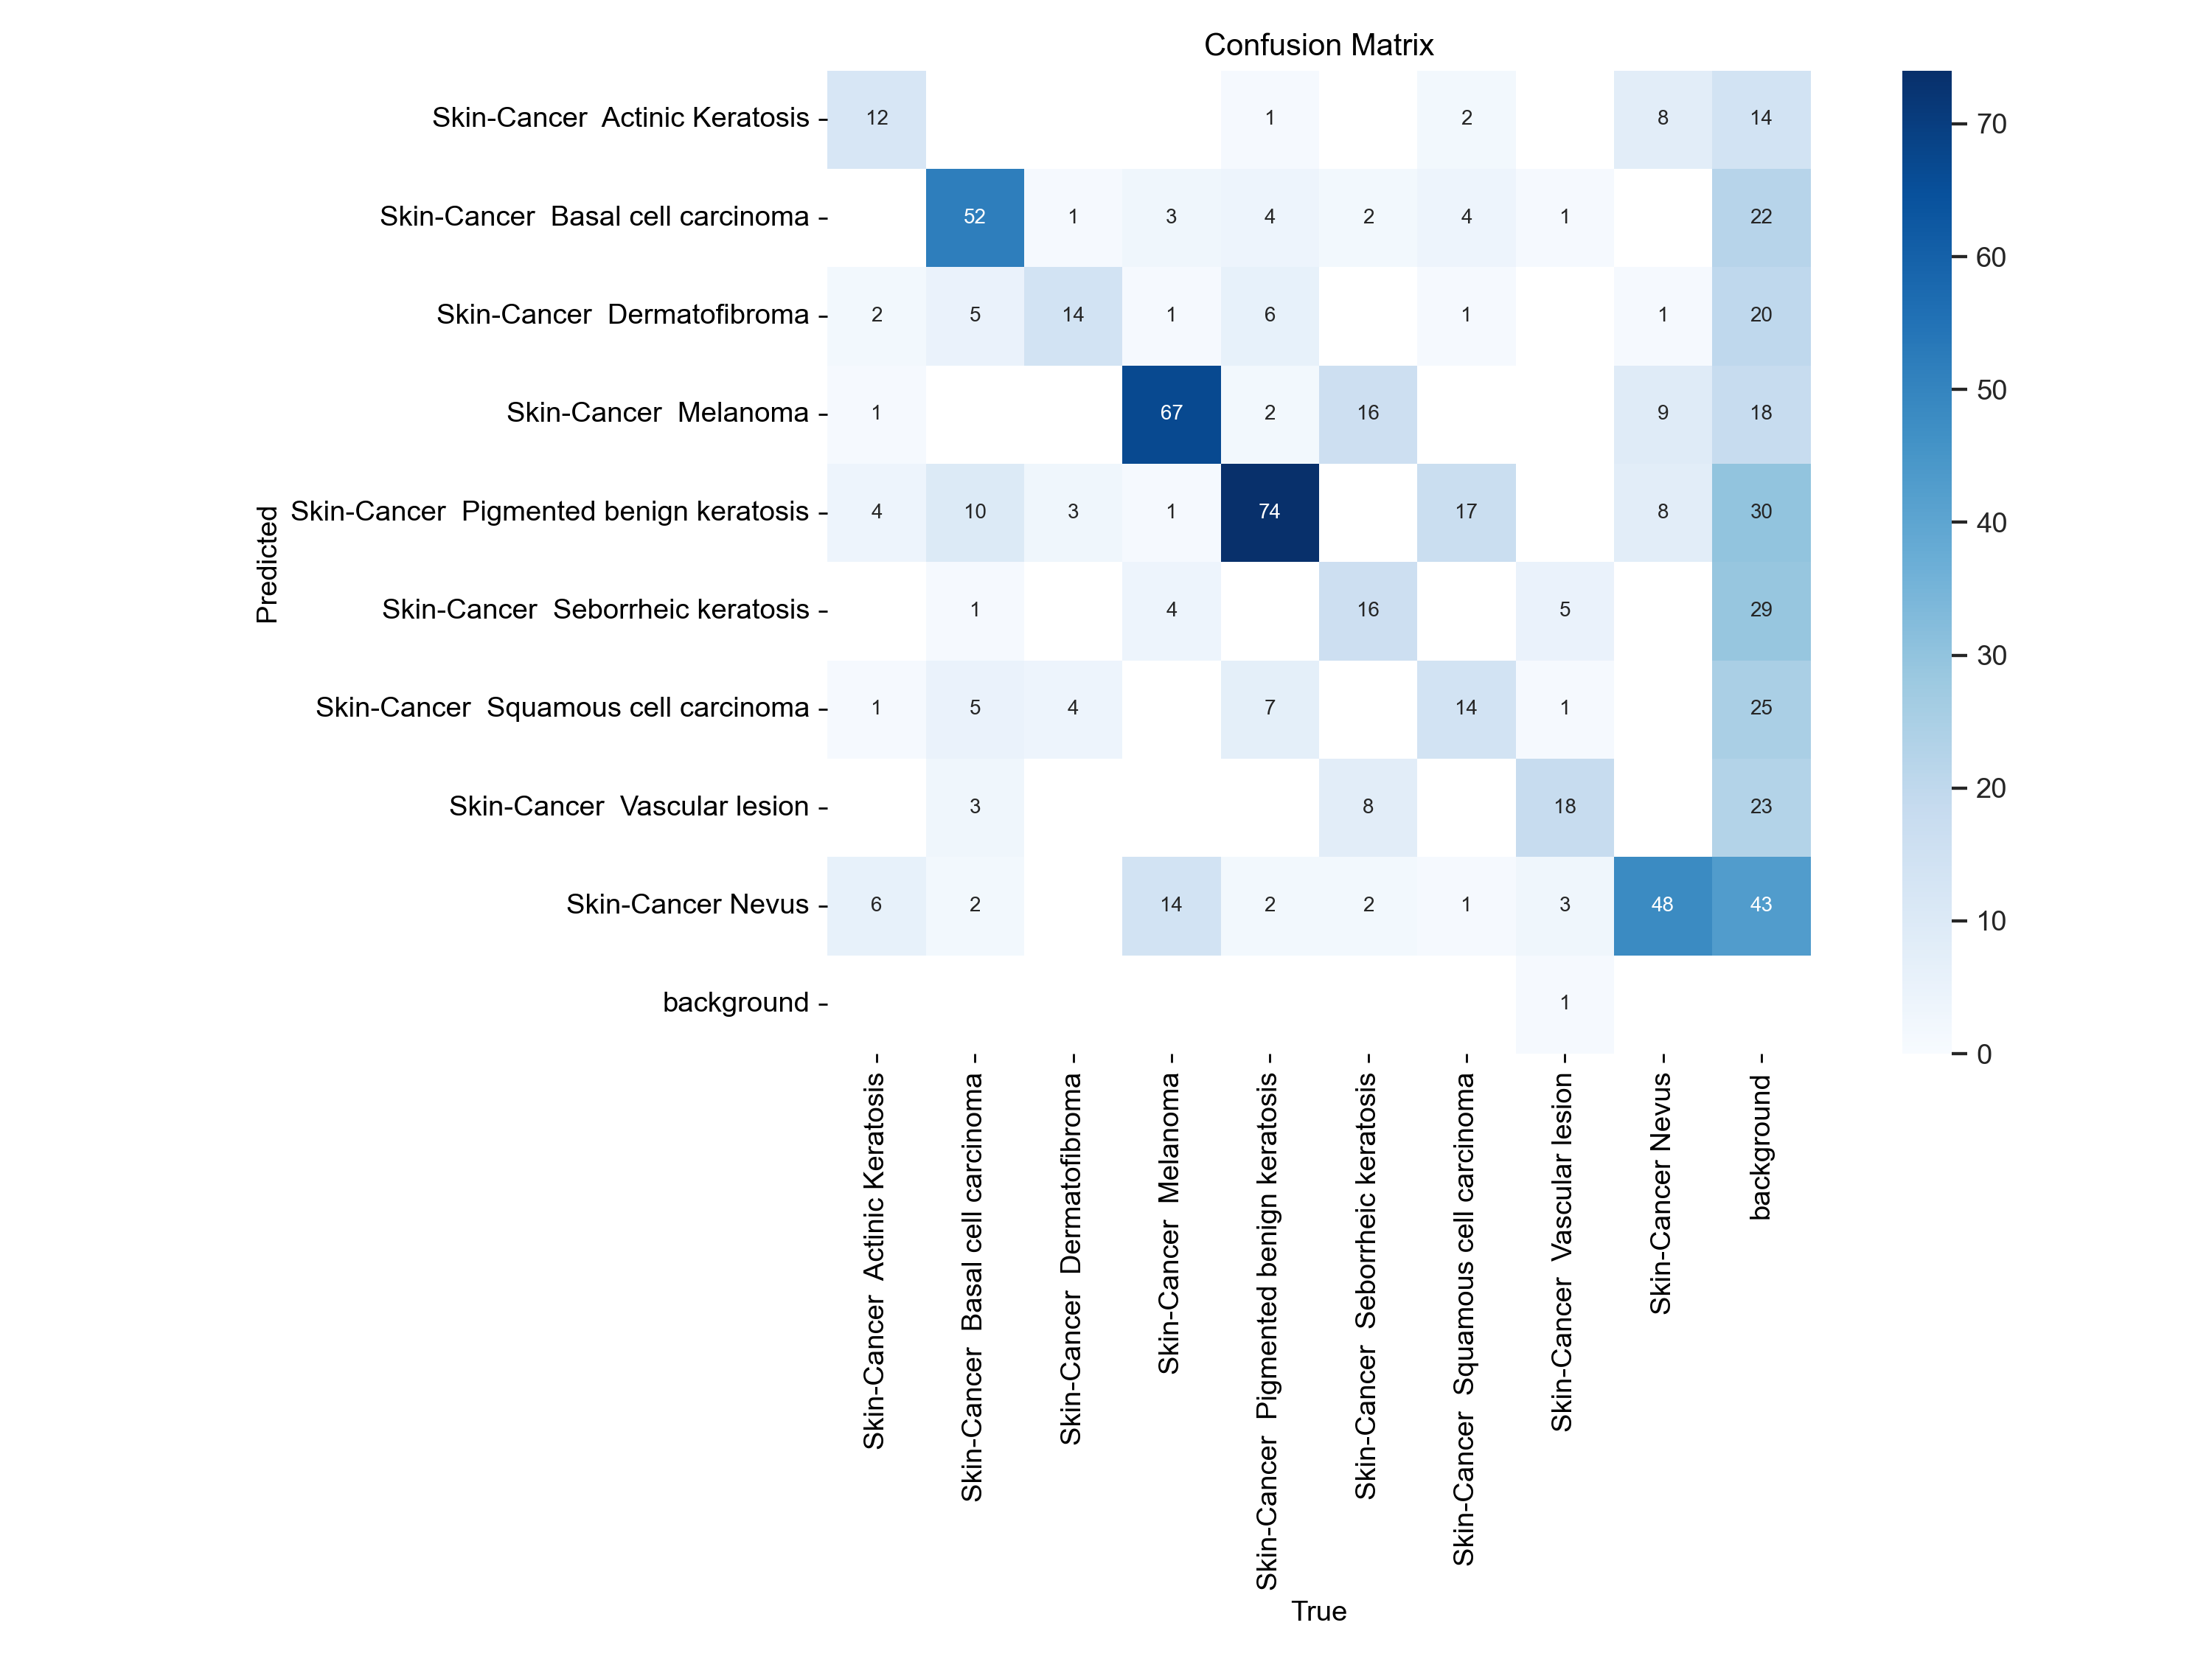 Confusion Matrix
Skin-Cancer  Actinic Keratosis 12 1 2 8 14
Skin-Cancer  Basal cell carcinoma 52 1 3 4 2 4 1 22
Skin-Cancer  Dermatofibroma 2 5 14 1 6 1 1 20
Skin-Cancer  Melanoma 1 67 2 16 9 18
Skin-Cancer  Pigmented benign keratosis 4 10 3 1 74 17 8 30
Skin-Cancer  Seborrheic keratosis 1 4 16 5 29
Skin-Cancer  Squamous cell carcinoma 1 5 4 7 14 1 25
Skin-Cancer  Vascular lesion 3 8 18 23
Skin-Cancer Nevus 6 2 14 2 2 1 3 48 43
background 1
Predicted
Skin-Cancer  Actinic Keratosis
Skin-Cancer  Basal cell carcinoma
Skin-Cancer  Dermatofibroma
Skin-Cancer  Melanoma
Skin-Cancer  Pigmented benign keratosis
Skin-Cancer  Seborrheic keratosis
Skin-Cancer  Squamous cell carcinoma
Skin-Cancer  Vascular lesion
Skin-Cancer Nevus
background
True
70
60
50
40
30
20
10
0